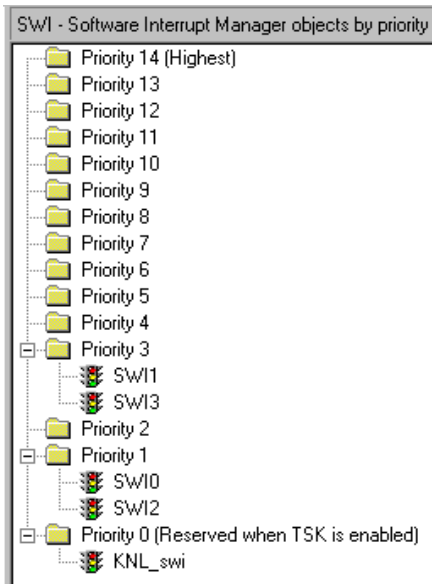 SWI - Software Interrupt Manager objects by priority
Priority 14 (Highest)
Priority 13
Priority 12
Priority 11
Priority 10
Priority 9
Priority 8
Priority 7
Priority 6
Priority 5
Priority 4
Priority 3
SWI1
SWI3
Priority 2
Priority 1
SWI0
SWI2
Priority 0 (Reserved when TSK is enabled)
KNL_swi